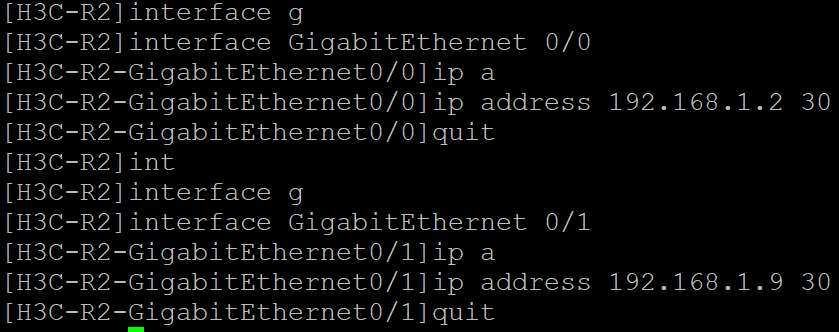 [H3C-R2]interface g
[H3C-R2]interface GigabitEthernet 0/0
[H3C-R2-GigabitEthernet0/0]ip a
[H3C-R2-GigabitEthernet0/0]ip address 192.168.1.2 30
[H3C-R2-GigabitEthernet0/0]quit
[H3C-R2]int
[H3C-R2]interface g
[H3C-R2]interface GigabitEthernet 0/1
[H3C-R2-GigabitEthernet0/1]ip a
[H3C-R2-GigabitEthernet0/1]ip address 192.168.1.9 30
[H3C-R2-GigabitEthernet0/1]quit